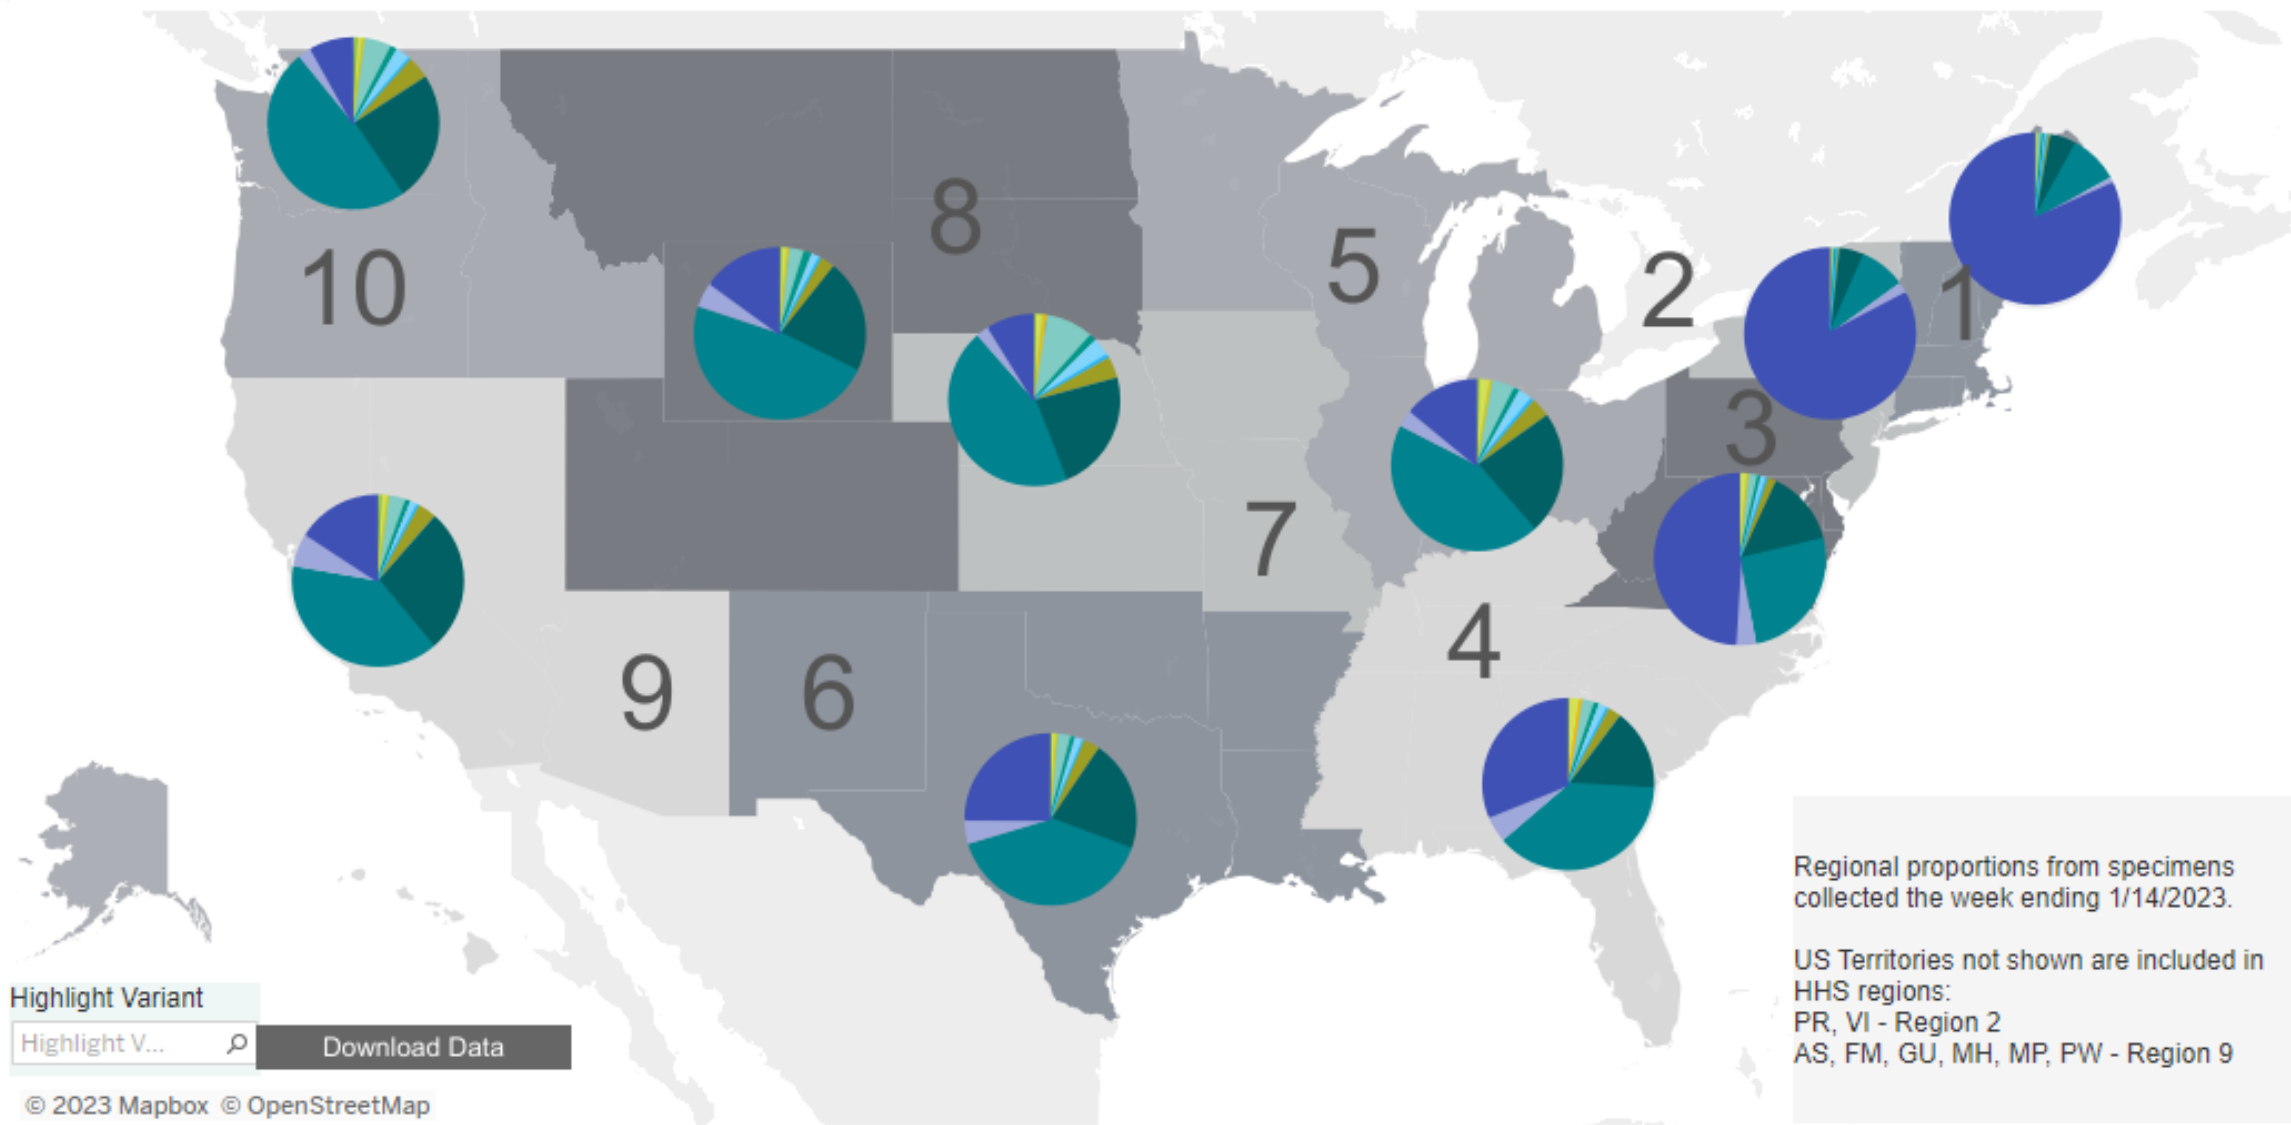 10
8
5
2
1
3
7
4
9
6
Regional proportions from specimens
collected the week ending 1/14/2023.
US Territories not shown are included in
HHS regions:
PR, VI - Region 2
AS, FM, GU, MH, MP, PW - Region 9
Highlight Variant
Highlight V...
Download Data
© 2023 Mapbox © OpenStreetMap